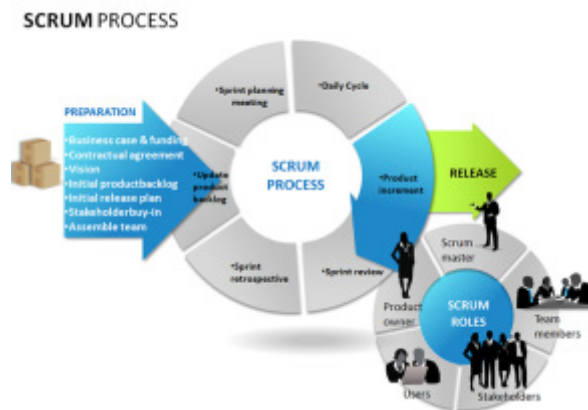 SCRUM PROCESS
PREPARATION
•Business case & funding
•Contractual agreement
•Vision
•Initial productbacklog
•Initial release plan
•Stakeholderbuy-in
•Assemble team
•Sprint planning
meeting
•Daily Cycle
•Update
product
backlog
SCRUM
PROCESS
•Product
increment
RELEASE
•Sprint
retrospective
•Sprint review
Scrum
master
Product
owner
SCRUM
ROLES
Team
members
Users
Stakeholders